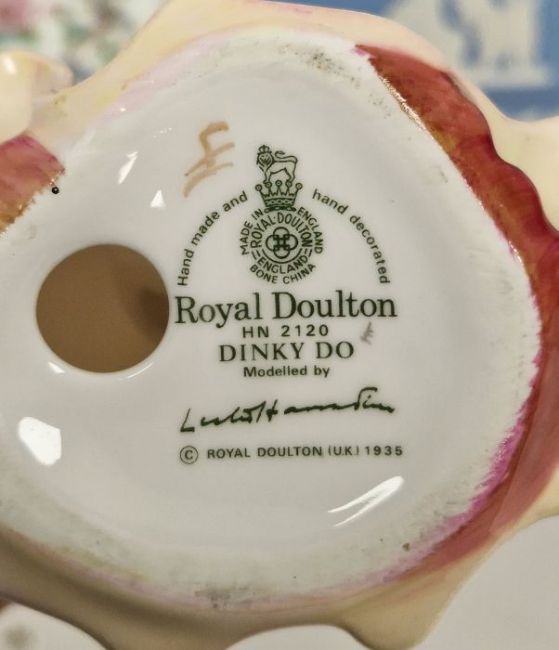 Hand made and hand decorated
MADE IN ENGLAND
ROYAL·DOULTON
ENGLAND
BONE CHINA
Royal Doulton
HN 2120
DINKY DO
Modelled by
© ROYAL DOULTON (U.K.) 1935